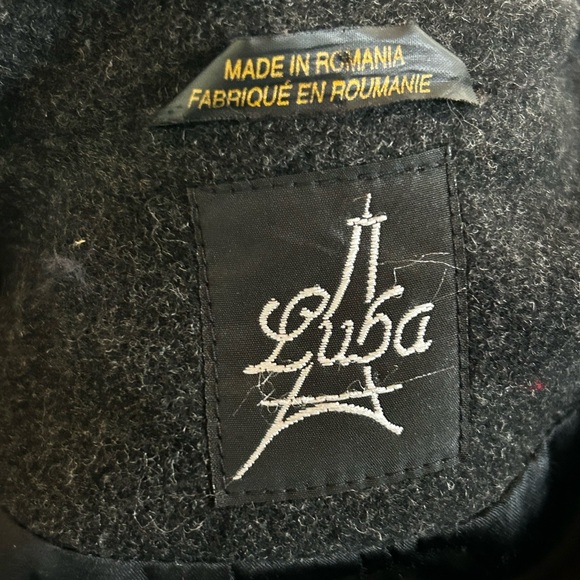 MADE IN ROMANIA
FABRIQUÉ EN ROUMANIE
Luba